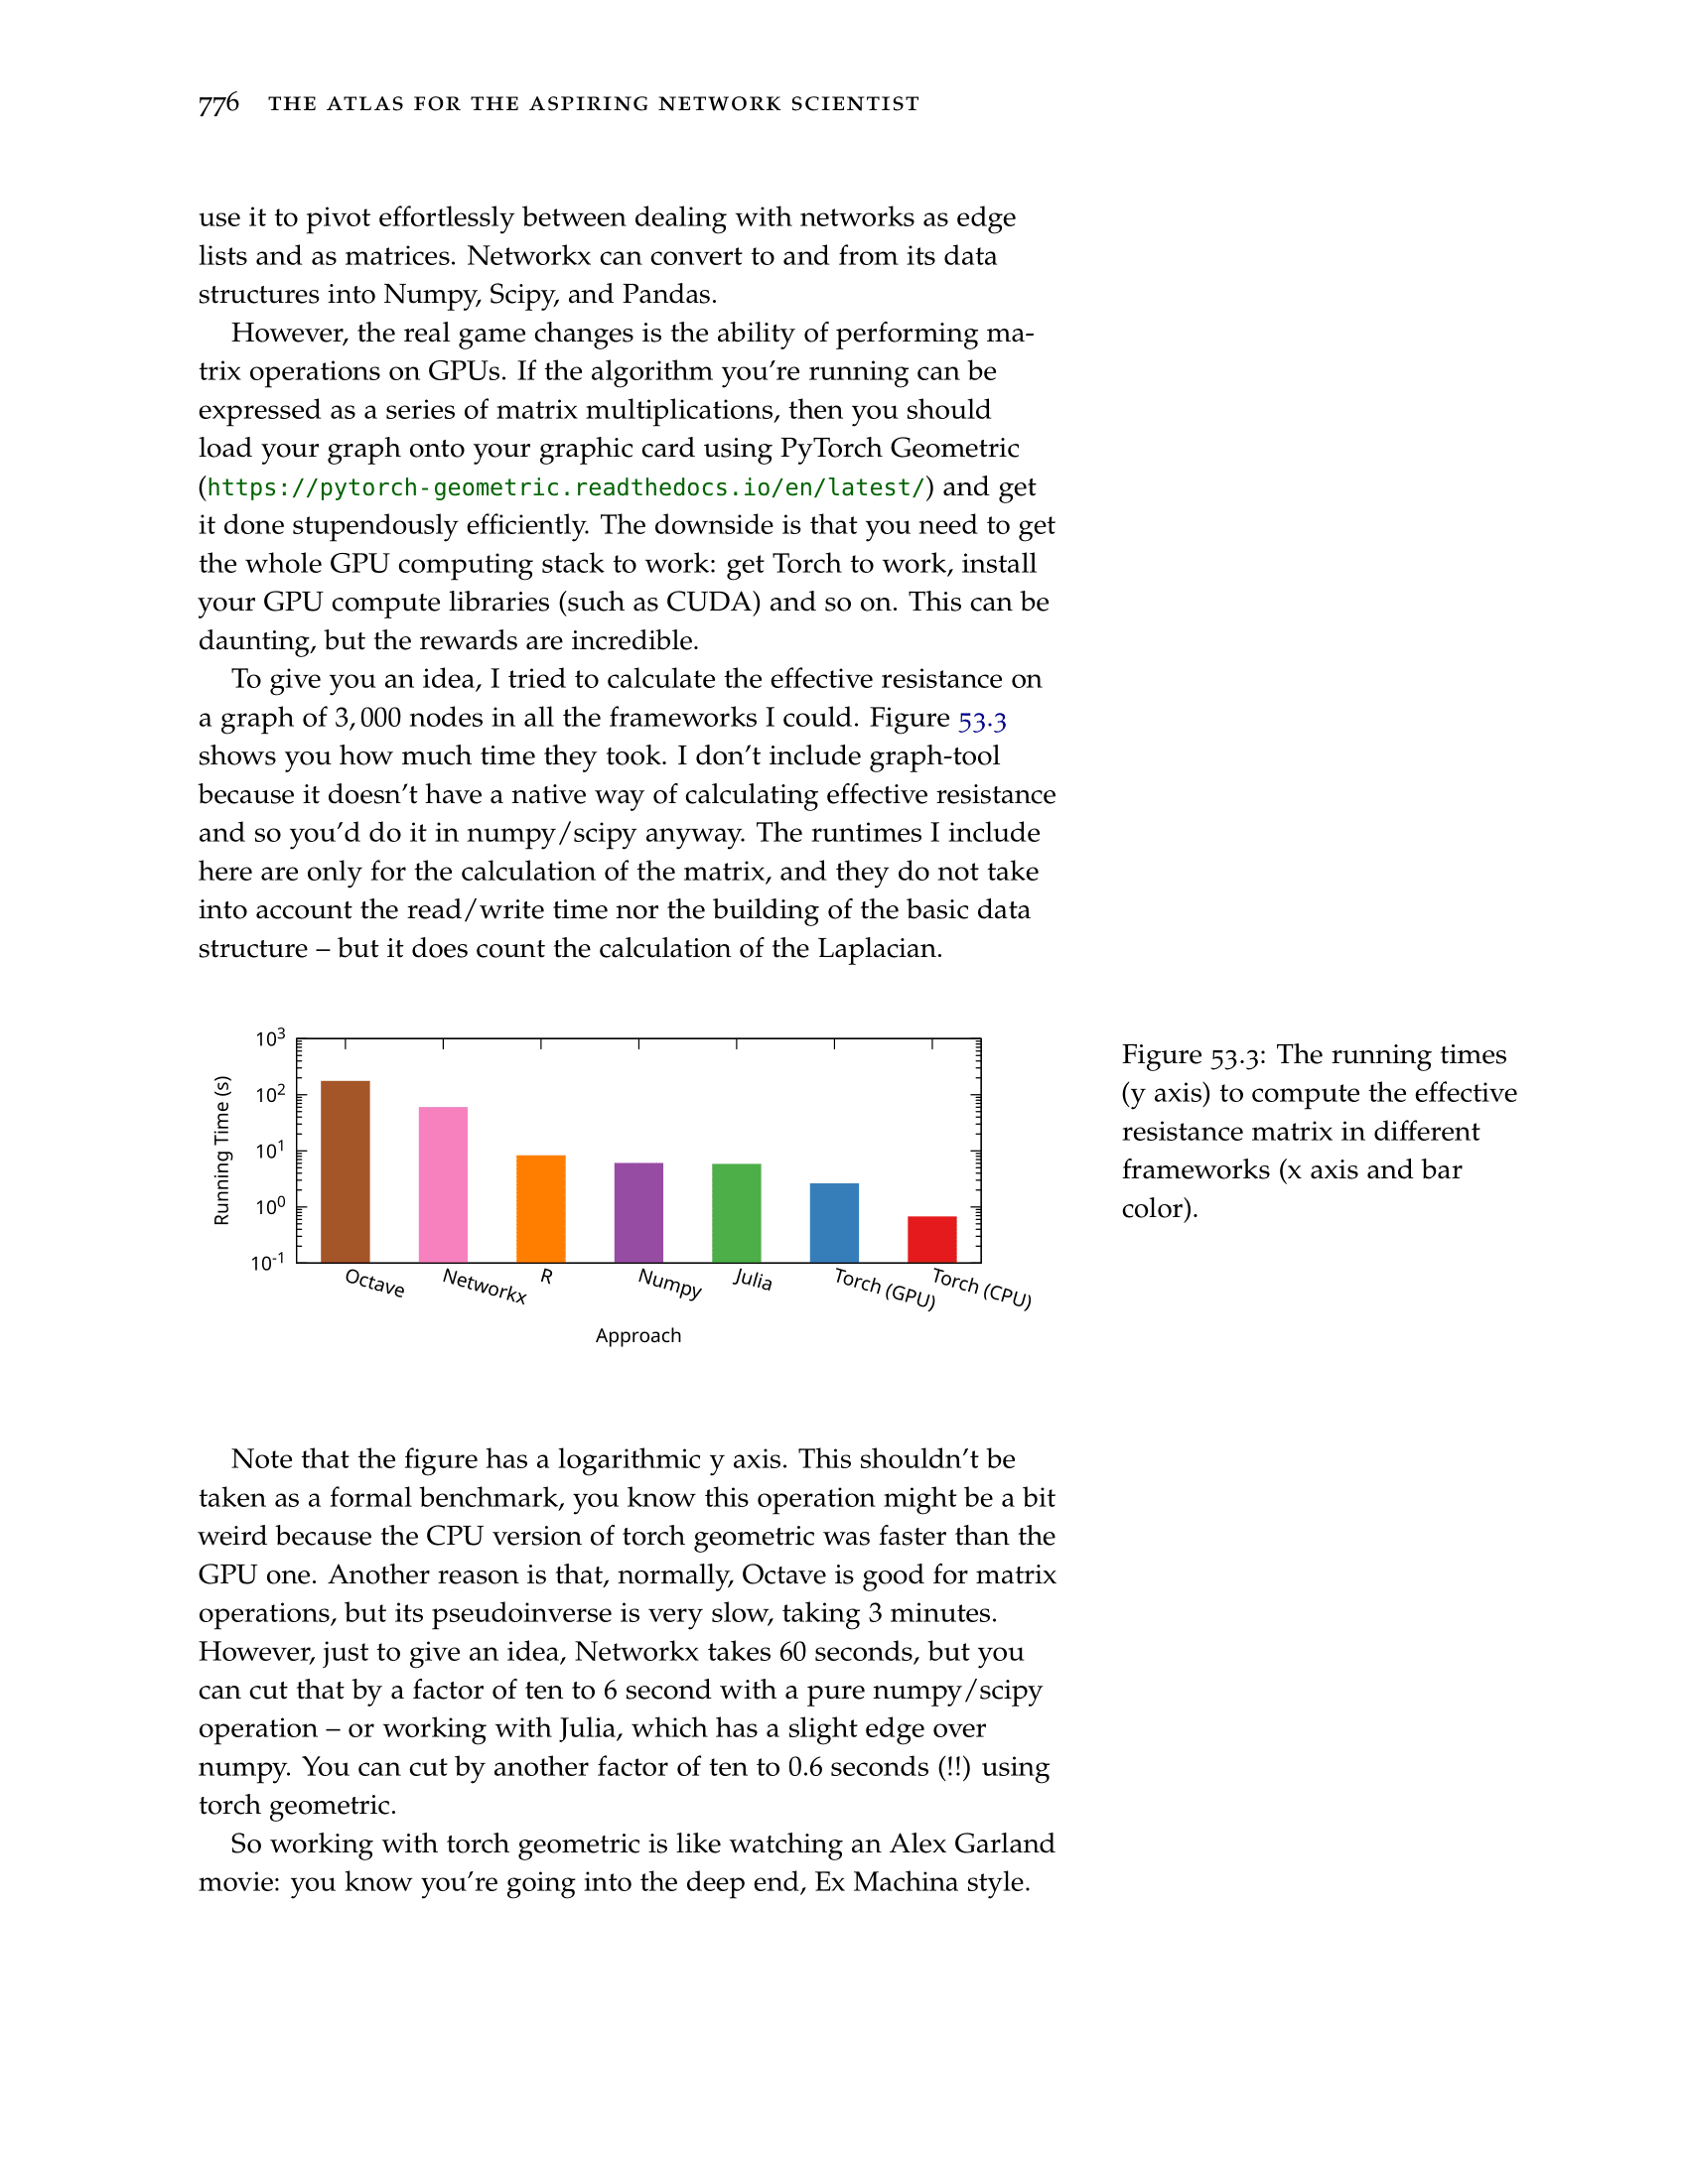 776 THE ATLAS FOR THE ASPIRING NETWORK SCIENTIST
use it to pivot effortlessly between dealing with networks as edge
lists and as matrices. Networkx can convert to and from its data
structures into Numpy, Scipy, and Pandas.
However, the real game changes is the ability of performing ma-
trix operations on GPUs. If the algorithm you're running can be
expressed as a series of matrix multiplications, then you should
load your graph onto your graphic card using PyTorch Geometric
(https://pytorch-geometric.readthedocs.io/en/latest/) and get
it done stupendously efficiently. The downside is that you need to get
the whole GPU computing stack to work: get Torch to work, install
your GPU compute libraries (such as CUDA) and so on. This can be
daunting, but the rewards are incredible.
To give you an idea, I tried to calculate the effective resistance on
a graph of 3,000 nodes in all the frameworks I could. Figure 53.3
shows you how much time they took. I don't include graph-tool
because it doesn't have a native way of calculating effective resistance
and so you'd do it in numpy/scipy anyway. The runtimes I include
here are only for the calculation of the matrix, and they do not take
into account the read/write time nor the building of the basic data
structure – but it does count the calculation of the Laplacian.
Running Time (s)
10³
10²
10¹
10⁰
10⁻¹
Octave
Networkx
R
Numpy
Julia
Torch (GPU)
Torch (CPU)
Approach
Figure 53.3: The running times
(y axis) to compute the effective
resistance matrix in different
frameworks (x axis and bar
color).
Note that the figure has a logarithmic y axis. This shouldn't be
taken as a formal benchmark, you know this operation might be a bit
weird because the CPU version of torch geometric was faster than the
GPU one. Another reason is that, normally, Octave is good for matrix
operations, but its pseudoinverse is very slow, taking 3 minutes.
However, just to give an idea, Networkx takes 60 seconds, but you
can cut that by a factor of ten to 6 second with a pure numpy/scipy
operation – or working with Julia, which has a slight edge over
numpy. You can cut by another factor of ten to 0.6 seconds (!!) using
torch geometric.
So working with torch geometric is like watching an Alex Garland
movie: you know you're going into the deep end, Ex Machina style.